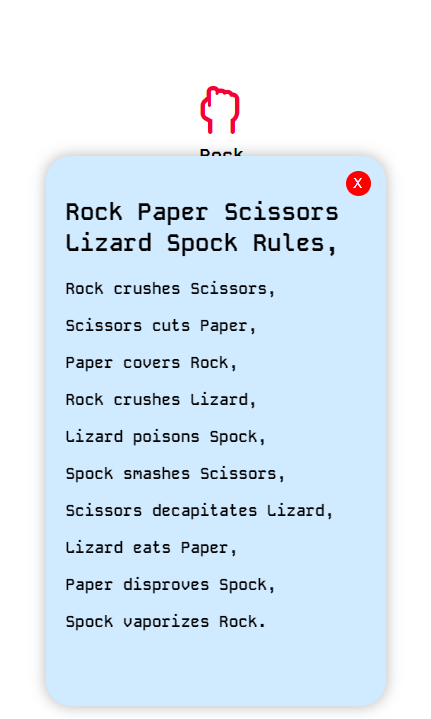 Rock
X
Rock Paper Scissors
Lizard Spock Rules,
Rock crushes Scissors,
Scissors cuts Paper,
Paper covers Rock,
Rock crushes Lizard,
Lizard poisons Spock,
Spock smashes Scissors,
Scissors decapitates Lizard,
Lizard eats Paper,
Paper disproves Spock,
Spock vaporizes Rock.